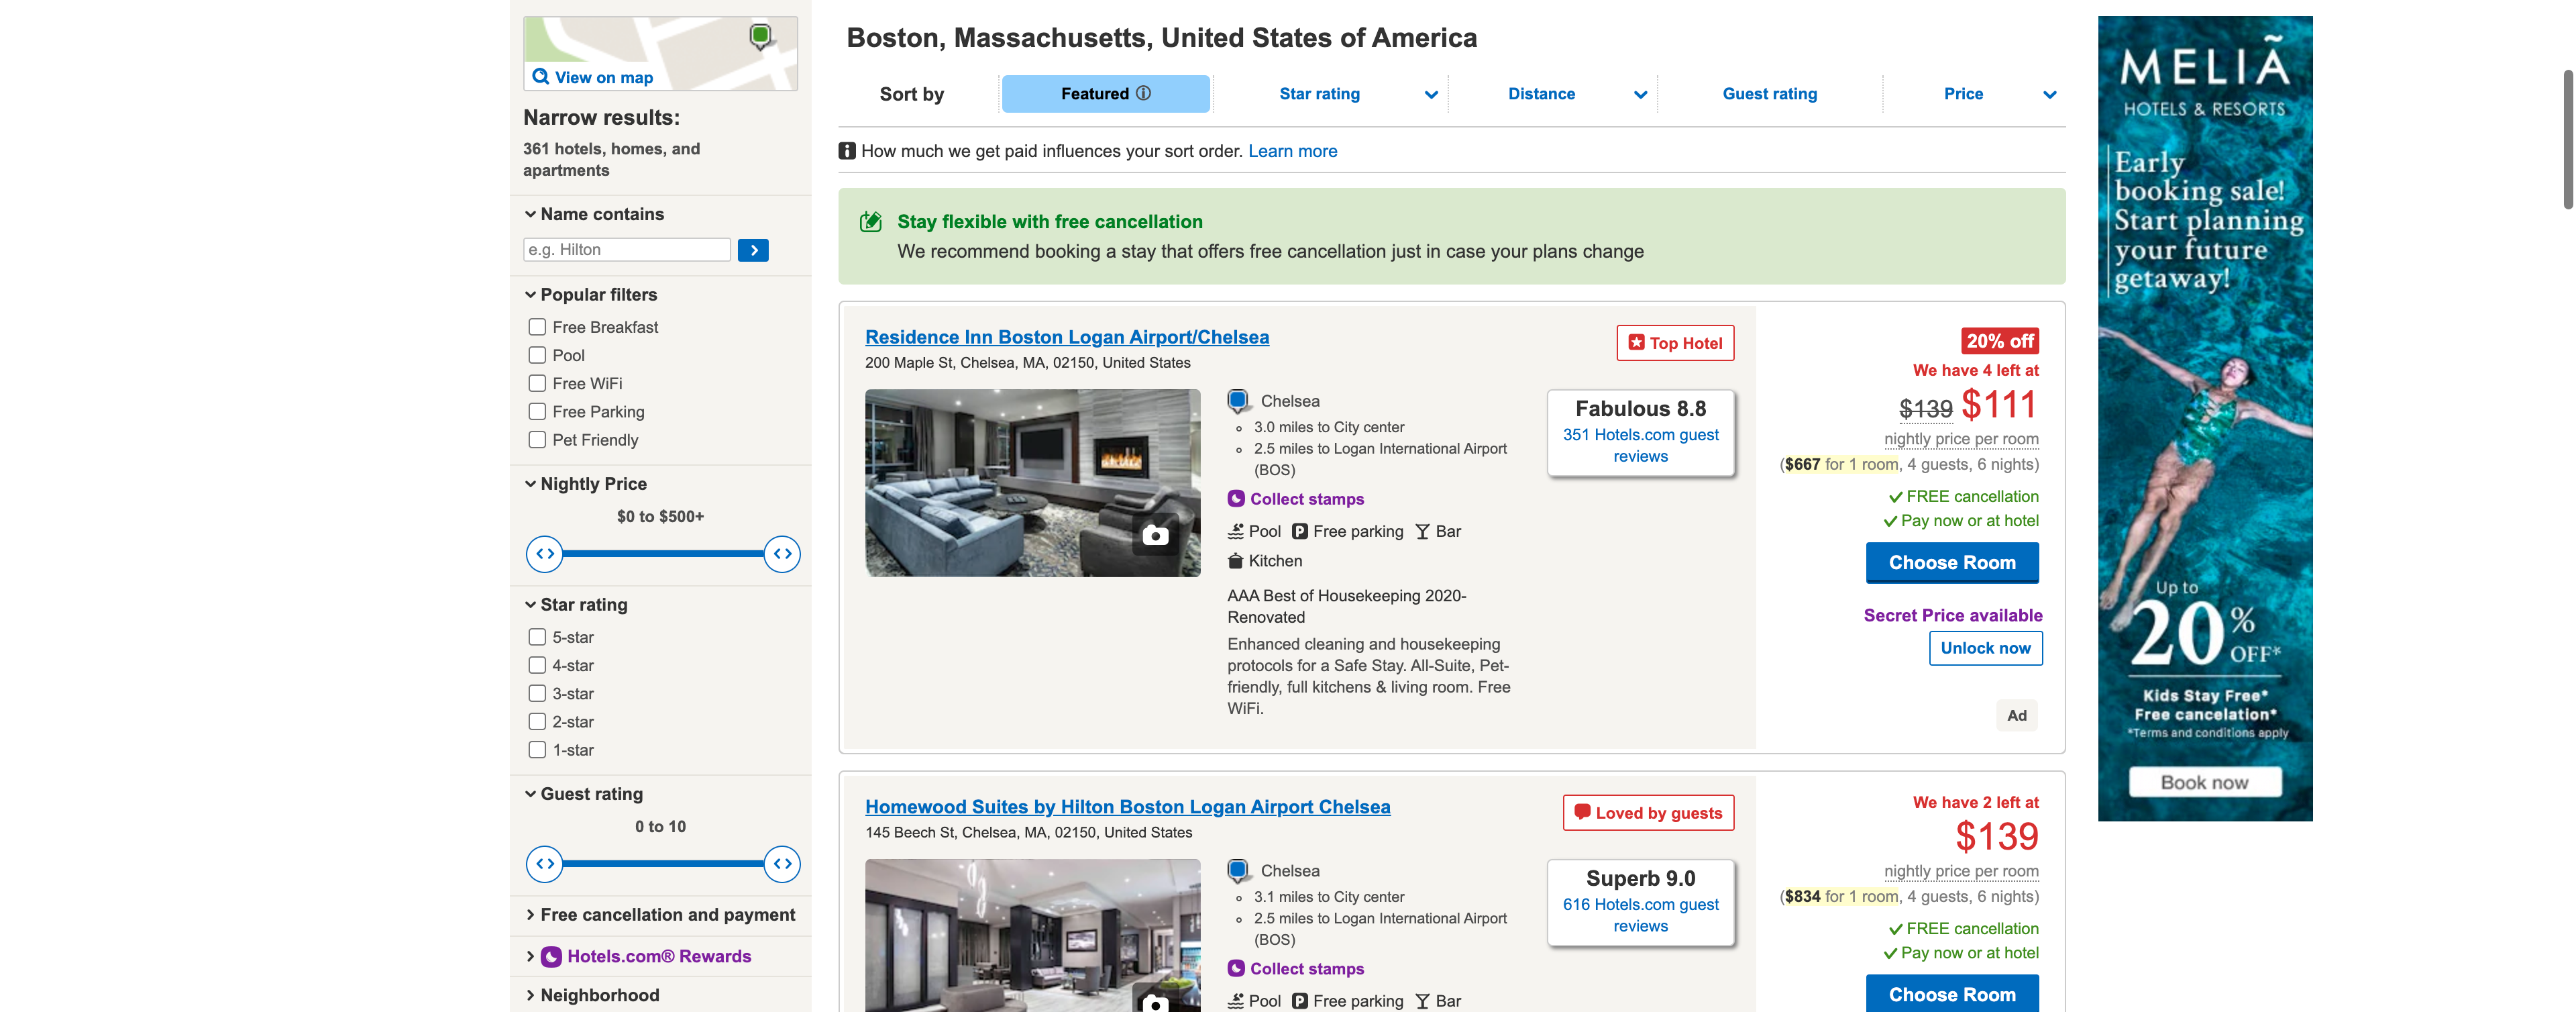 View on map
Narrow results:
361 hotels, homes, and
apartments
Name contains
e.g. Hilton
Popular filters
Free Breakfast
Pool
Free WiFi
Free Parking
Pet Friendly
Nightly Price
$0 to $500+
Star rating
5-star
4-star
3-star
2-star
1-star
Guest rating
0 to 10
Free cancellation and payment
Hotels.com® Rewards
Neighborhood
Boston, Massachusetts, United States of America
Sort by
Featured
Star rating
Distance
Guest rating
Price
How much we get paid influences your sort order. Learn more
Stay flexible with free cancellation
We recommend booking a stay that offers free cancellation just in case your plans change
Residence Inn Boston Logan Airport/Chelsea
200 Maple St, Chelsea, MA, 02150, United States
Top Hotel
Chelsea
3.0 miles to City center
2.5 miles to Logan International Airport
(BOS)
Collect stamps
Pool P Free parking Bar
Kitchen
AAA Best of Housekeeping 2020-
Renovated
Enhanced cleaning and housekeeping
protocols for a Safe Stay. All-Suite, Pet-
friendly, full kitchens & living room. Free
WiFi.
Fabulous 8.8
351 Hotels.com guest
reviews
20% off
We have 4 left at
$139 $111
nightly price per room
($667 for 1 room, 4 guests, 6 nights)
FREE cancellation
Pay now or at hotel
Choose Room
Secret Price available
Unlock now
Ad
Homewood Suites by Hilton Boston Logan Airport Chelsea
145 Beech St, Chelsea, MA, 02150, United States
Loved by guests
Chelsea
3.1 miles to City center
2.5 miles to Logan International Airport
(BOS)
Collect stamps
Pool P Free parking Bar
Superb 9.0
616 Hotels.com guest
reviews
We have 2 left at
$139
nightly price per room
($834 for 1 room, 4 guests, 6 nights)
FREE cancellation
Pay now or at hotel
Choose Room
MELIÃ
HOTELS & RESORTS
Early
booking sale!
Start planning
your future
getaway!
Up to
20% OFF*
Kids Stay Free*
Free cancelation*
*Terms and conditions apply
Book now